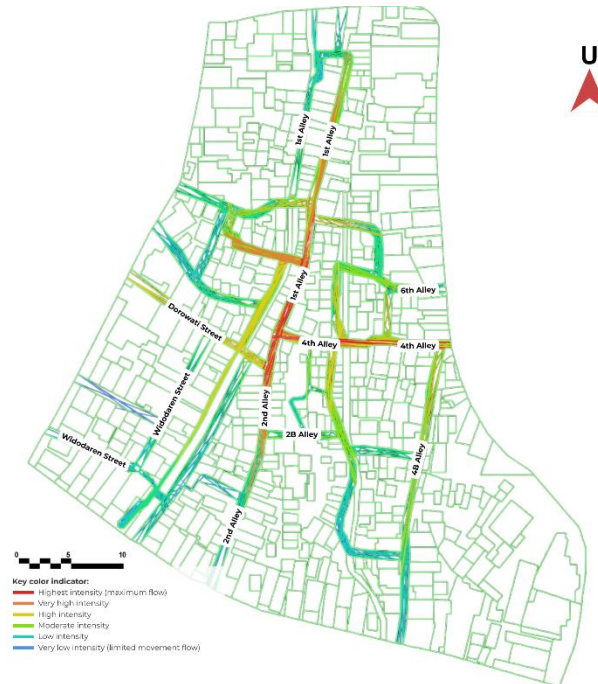 U
1st Alley
1st Alley
1st Alley
6th Alley
Dorowati Street
4th Alley
4th Alley
Widodaren Street
2nd Alley
2B Alley
Widodaren Street
4B Alley
2nd Alley
0 5 10
Key color indicator:
Highest intensity (maximum flow)
Very high intensity
High intensity
Moderate intensity
Low intensity
Very low intensity (limited movement flow)